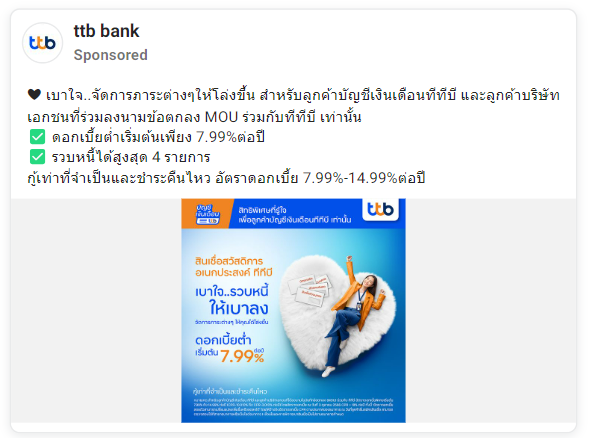 ttb bank
Sponsored
ttb
🖤 เบาใจ..จัดการภาระต่างๆให้โล่งขึ้น สำหรับลูกค้าบัญชีเงินเดือนทีทีบี และลูกค้าบริษัท
เอกชนที่ร่วมลงนามข้อตกลง MOU ร่วมกับทีทีบี เท่านั้น
✅ ดอกเบี้ยต่ำเริ่มต้นเพียง 7.99%ต่อปี
✅ รวบหนี้ได้สูงสุด 4 รายการ
กู้เท่าที่จำเป็นและชำระคืนไหว อัตราดอกเบี้ย 7.99%-14.99%ต่อปี
บัญชี
เงินเดือน
ttb
สิทธิพิเศษที่รู้ใจ
เพื่อลูกค้าบัญชีเงินเดือนทีทีบี เท่านั้น
ttb
สินเชื่อสวัสดิการ
อเนกประสงค์ ทีทีบี
เบาใจ..รวบหนี้
ให้เบาลง
จัดการภาระต่างๆ ให้คุณได้โล่งขึ้น
ดอกเบี้ยต่ำ
เริ่มต้น 7.99% ต่อปี
กู้เท่าที่จำเป็นและชำระคืนไหว